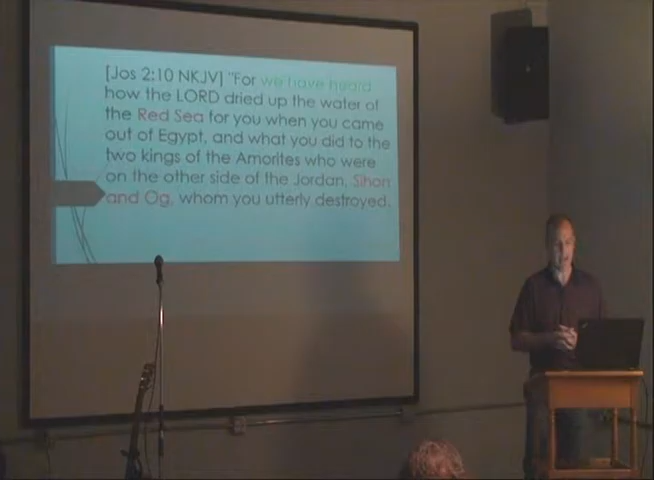 [Jos 2:10 NKJV] "For we have heard
how the LORD dried up the water of
the Red Sea for you when you came
out of Egypt, and what you did to the
two kings of the Amorites who were
on the other side of the Jordan, Sihon
and Og, whom you utterly destroyed.